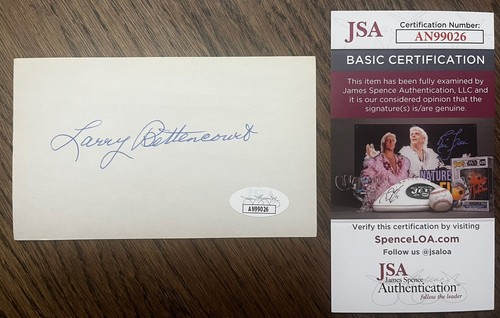 Larry Bettencourt
AN99026
JSA
Certification Number:
AN99026
BASIC CERTIFICATION
This item has been fully examined by
James Spence Authentication, LLC and
it is our considered opinion that the
signature(s) is/are genuine.
NATURE
JETS
Verify this certification by visiting
SpenceLOA.com
Follow us @jsaloa
JSA
James Spence
Authentication
follow the leader